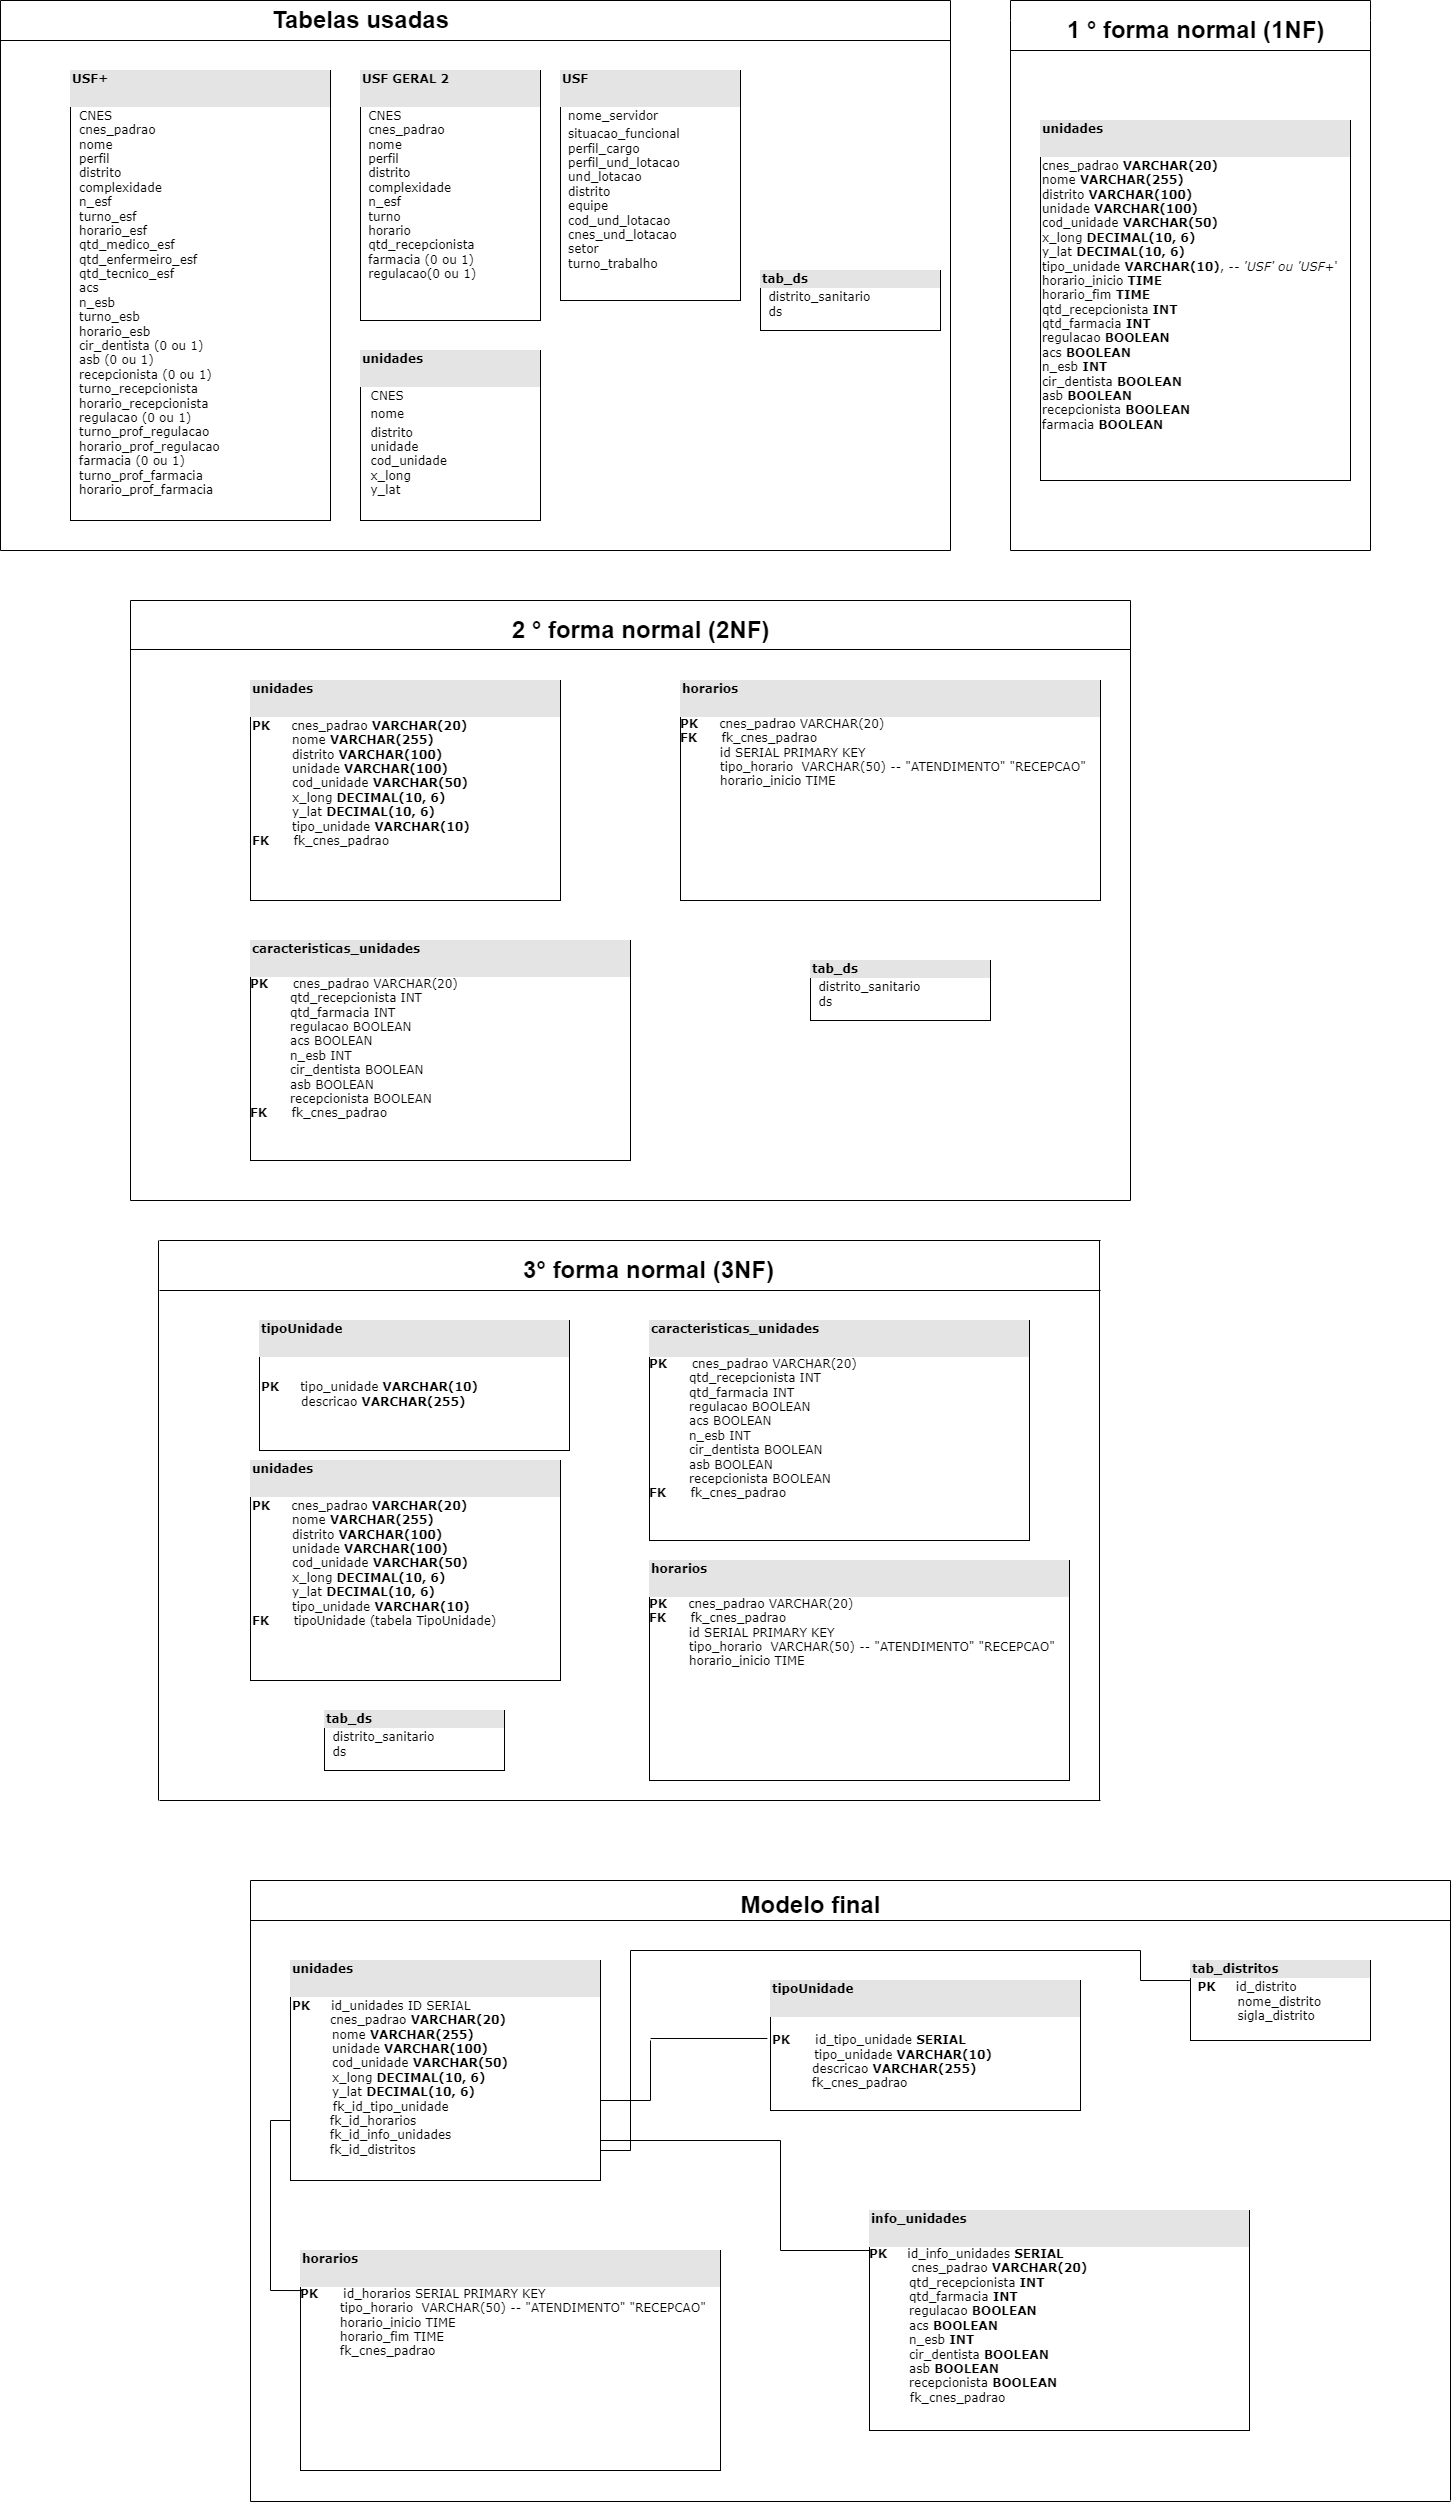 Tabelas usadas
USF+
CNES
cnes_padrao
nome
perfil
distrito
complexidade
n_esf
turno_esf
horario_esf
qtd_medico_esf
qtd_enfermeiro_esf
qtd_tecnico_esf
acs
n_esb
turno_esb
horario_esb
cir_dentista (0 ou 1)
asb (0 ou 1)
recepcionista (0 ou 1)
turno_recepcionista
horario_recepcionista
regulacao (0 ou 1)
turno_prof_regulacao
horario_prof_regulacao
farmacia (0 ou 1)
turno_prof_farmacia
horario_prof_farmacia
USF GERAL 2
CNES
cnes_padrao
nome
perfil
distrito
complexidade
n_esf
turno
horario
qtd_recepcionista
farmacia (0 ou 1)
regulacao(0 ou 1)
unidades
CNES
nome
distrito
unidade
cod_unidade
x_long
y_lat
USF
nome_servidor
situacao_funcional
perfil_cargo
perfil_und_lotacao
und_lotacao
distrito
equipe
cod_und_lotacao
cnes_und_lotacao
setor
turno_trabalho
tab_ds
distrito_sanitario
ds
1 ° forma normal (1NF)
unidades
cnes_padrao VARCHAR(20)
nome VARCHAR(255)
distrito VARCHAR(100)
unidade VARCHAR(100)
cod_unidade VARCHAR(50)
x_long DECIMAL(10, 6)
y_lat DECIMAL(10, 6)
tipo_unidade VARCHAR(10), -- 'USF' ou 'USF+'
horario_inicio TIME
horario_fim TIME
qtd_recepcionista INT
qtd_farmacia INT
regulacao BOOLEAN
acs BOOLEAN
n_esb INT
cir_dentista BOOLEAN
asb BOOLEAN
recepcionista BOOLEAN
farmacia BOOLEAN
2 ° forma normal (2NF)
unidades
PK cnes_padrao VARCHAR(20)
nome VARCHAR(255)
distrito VARCHAR(100)
unidade VARCHAR(100)
cod_unidade VARCHAR(50)
x_long DECIMAL(10, 6)
y_lat DECIMAL(10, 6)
tipo_unidade VARCHAR(10)
FK fk_cnes_padrao
horarios
PK cnes_padrao VARCHAR(20)
FK fk_cnes_padrao
id SERIAL PRIMARY KEY
tipo_horario VARCHAR(50) -- "ATENDIMENTO" "RECEPCAO"
horario_inicio TIME
caracteristicas_unidades
PK cnes_padrao VARCHAR(20)
qtd_recepcionista INT
qtd_farmacia INT
regulacao BOOLEAN
acs BOOLEAN
n_esb INT
cir_dentista BOOLEAN
asb BOOLEAN
recepcionista BOOLEAN
FK fk_cnes_padrao
tab_ds
distrito_sanitario
ds
3° forma normal (3NF)
tipoUnidade
PK tipo_unidade VARCHAR(10)
descricao VARCHAR(255)
unidades
PK cnes_padrao VARCHAR(20)
nome VARCHAR(255)
distrito VARCHAR(100)
unidade VARCHAR(100)
cod_unidade VARCHAR(50)
x_long DECIMAL(10, 6)
y_lat DECIMAL(10, 6)
tipo_unidade VARCHAR(10)
FK tipoUnidade (tabela TipoUnidade)
tab_ds
distrito_sanitario
ds
caracteristicas_unidades
PK cnes_padrao VARCHAR(20)
qtd_recepcionista INT
qtd_farmacia INT
regulacao BOOLEAN
acs BOOLEAN
n_esb INT
cir_dentista BOOLEAN
asb BOOLEAN
recepcionista BOOLEAN
FK fk_cnes_padrao
horarios
PK cnes_padrao VARCHAR(20)
FK fk_cnes_padrao
id SERIAL PRIMARY KEY
tipo_horario VARCHAR(50) -- "ATENDIMENTO" "RECEPCAO"
horario_inicio TIME
Modelo final
unidades
PK id_unidades ID SERIAL
cnes_padrao VARCHAR(20)
nome VARCHAR(255)
unidade VARCHAR(100)
cod_unidade VARCHAR(50)
x_long DECIMAL(10, 6)
y_lat DECIMAL(10, 6)
fk_id_tipo_unidade
fk_id_horarios
fk_id_info_unidades
fk_id_distritos
tipoUnidade
PK id_tipo_unidade SERIAL
tipo_unidade VARCHAR(10)
descricao VARCHAR(255)
fk_cnes_padrao
tab_distritos
PK id_distrito
nome_distrito
sigla_distrito
horarios
PK id_horarios SERIAL PRIMARY KEY
tipo_horario VARCHAR(50) -- "ATENDIMENTO" "RECEPCAO"
horario_inicio TIME
horario_fim TIME
fk_cnes_padrao
info_unidades
PK id_info_unidades SERIAL
cnes_padrao VARCHAR(20)
qtd_recepcionista INT
qtd_farmacia INT
regulacao BOOLEAN
acs BOOLEAN
n_esb INT
cir_dentista BOOLEAN
asb BOOLEAN
recepcionista BOOLEAN
fk_cnes_padrao